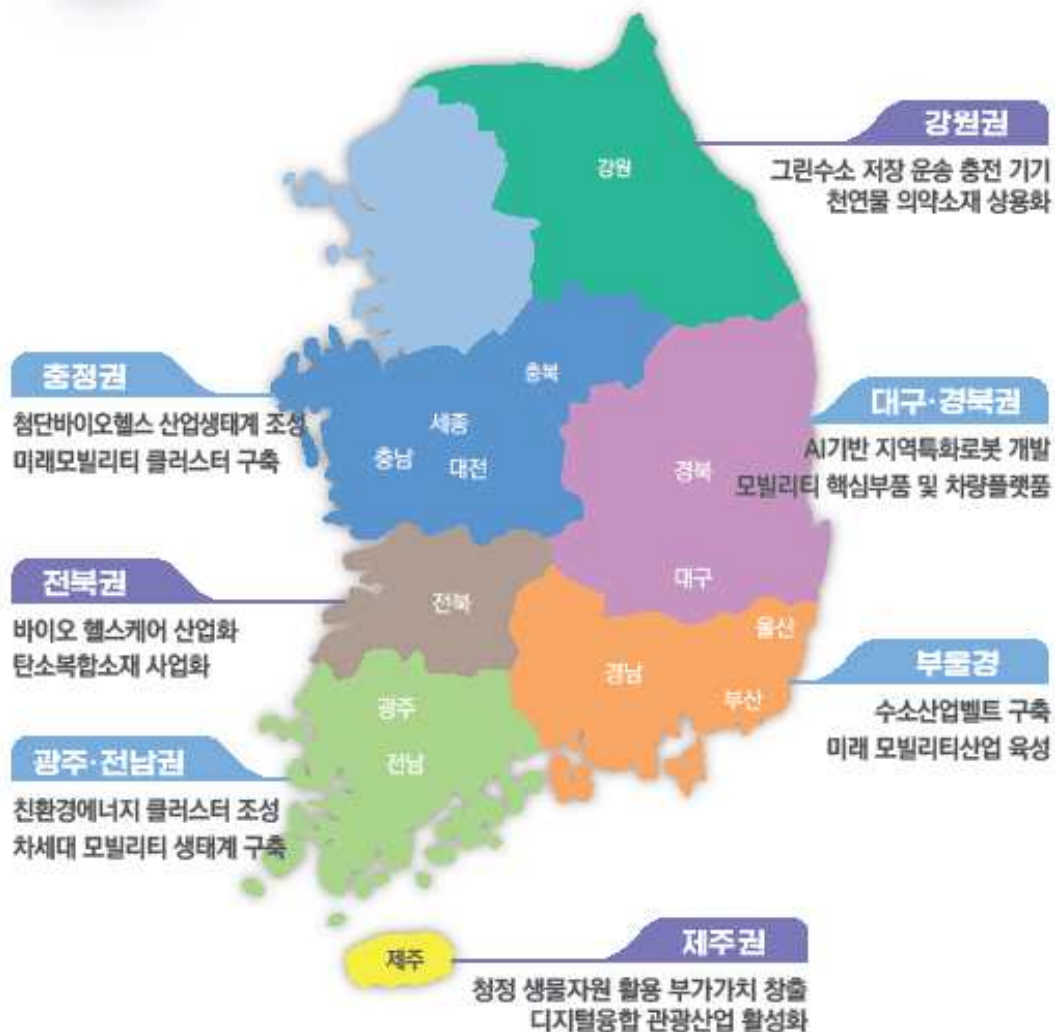 강원권
그린수소 저장 운송 충전 기기
천연물 의약소재 상용화
강원
충청권
첨단바이오헬스 산업생태계 조성
미래모빌리티 클러스터 구축
충북
세종
충남
대전
대구·경북권
AI기반 지역특화로봇 개발
모빌리티 핵심부품 및 차량플랫폼
경북
대구
전북권
바이오 헬스케어 산업화
탄소복합소재 사업화
전북
울산
경남
부산
부울경
수소산업벨트 구축
미래 모빌리티산업 육성
광주·전남권
친환경에너지 클러스터 조성
차세대 모빌리티 생태계 구축
광주
전남
제주
제주권
청정 생물자원 활용 부가가치 창출
디지털융합 관광산업 활성화